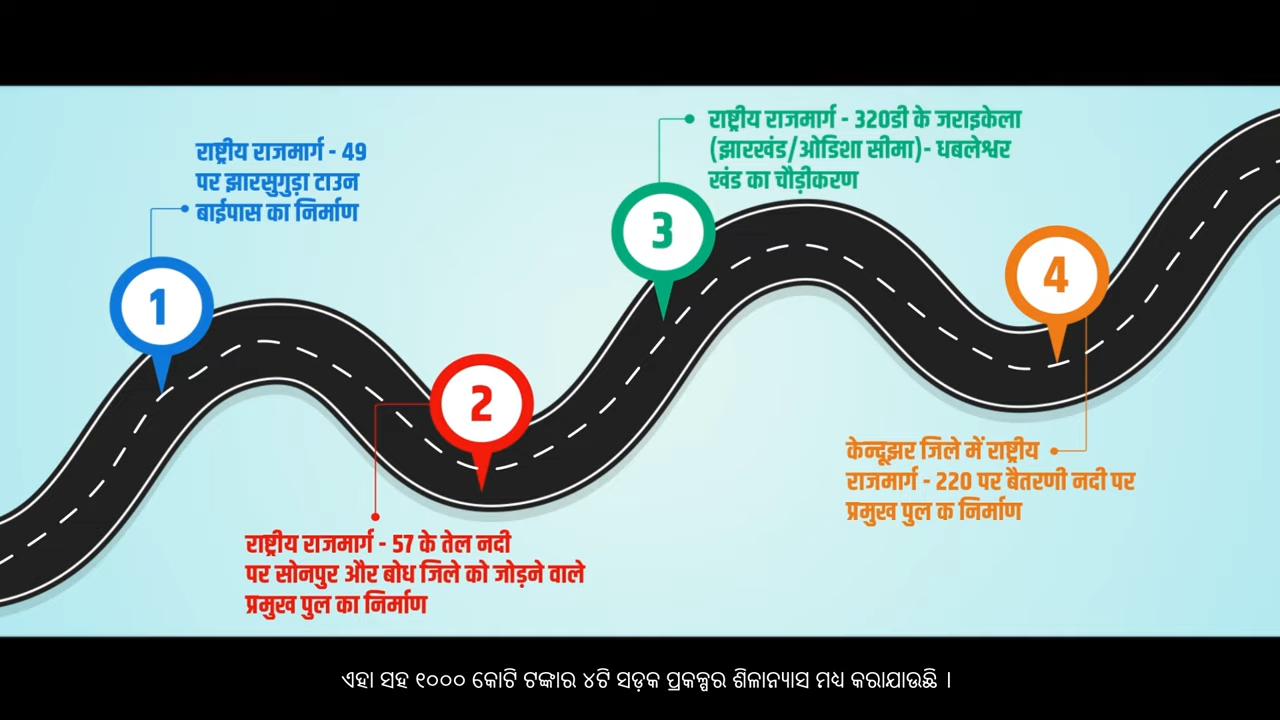 राष्ट्रीय राजमार्ग - 49
पर झारसुगुड़ा टाउन
बाईपास का निर्माण
1
राष्ट्रीय राजमार्ग - 57 के तेल नदी
पर सोनपुर और बोध जिले को जोड़ने वाले
प्रमुख पुल का निर्माण
2
राष्ट्रीय राजमार्ग - 320डी के जराइकेला
(झारखंड/ओडिशा सीमा)- धबलेश्वर
खंड का चौड़ीकरण
3
केन्दूझर जिले में राष्ट्रीय
राजमार्ग - 220 पर बैतरणी नदी पर
प्रमुख पुल क निर्माण
4
ଏହା ସହ ୧୦୦୦ କୋଟି ଟଙ୍କାର ୪ଟି ସଡ଼କ ପ୍ରକଳ୍ପର ଶିଳାନ୍ୟାସ ମଧ୍ୟ କରାଯାଉଛି ।